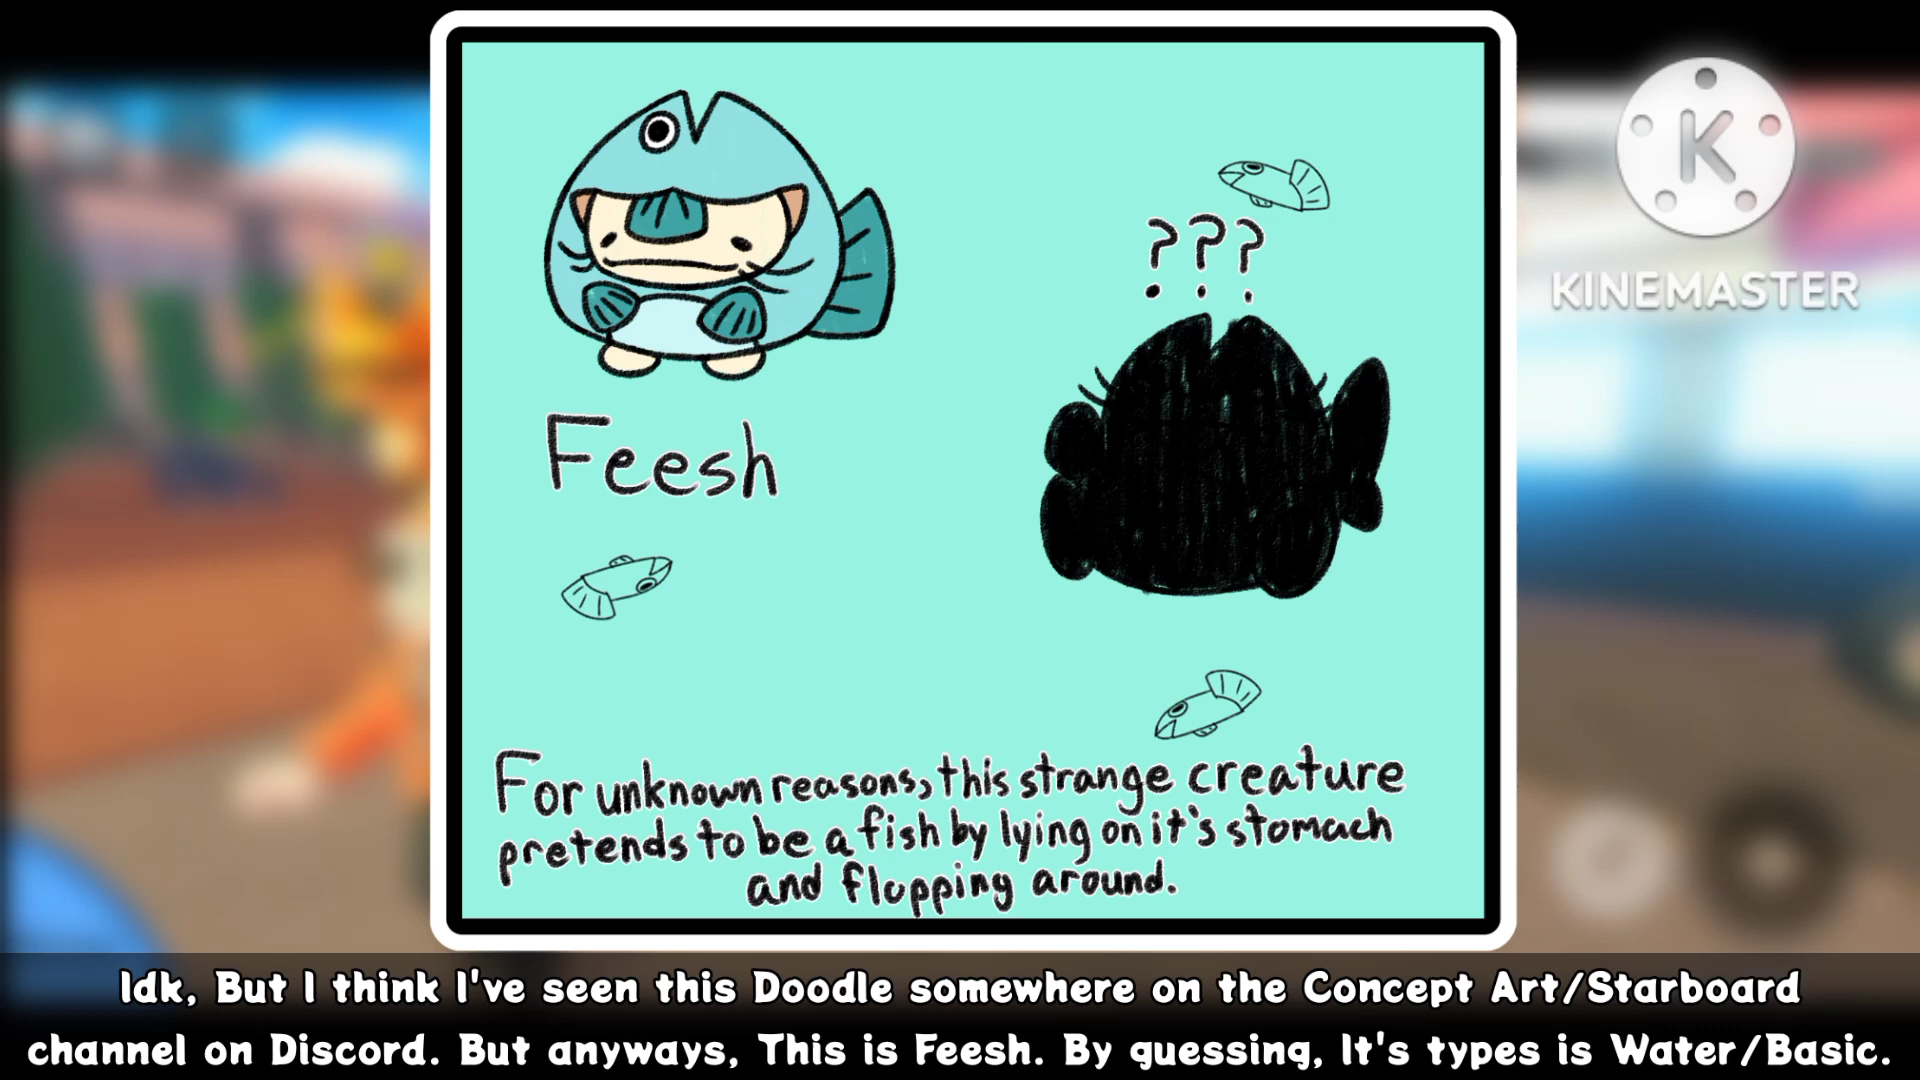 K
KINEMASTER
???
Feesh
For unknown reasons, this strange creature
pretends to be a fish by lying on it's stomach
and flopping around.
Idk, But I think I've seen this Doodle somewhere on the Concept Art/Starboard
channel on Discord. But anyways, This is Feesh. By guessing, It's types is Water/Basic.